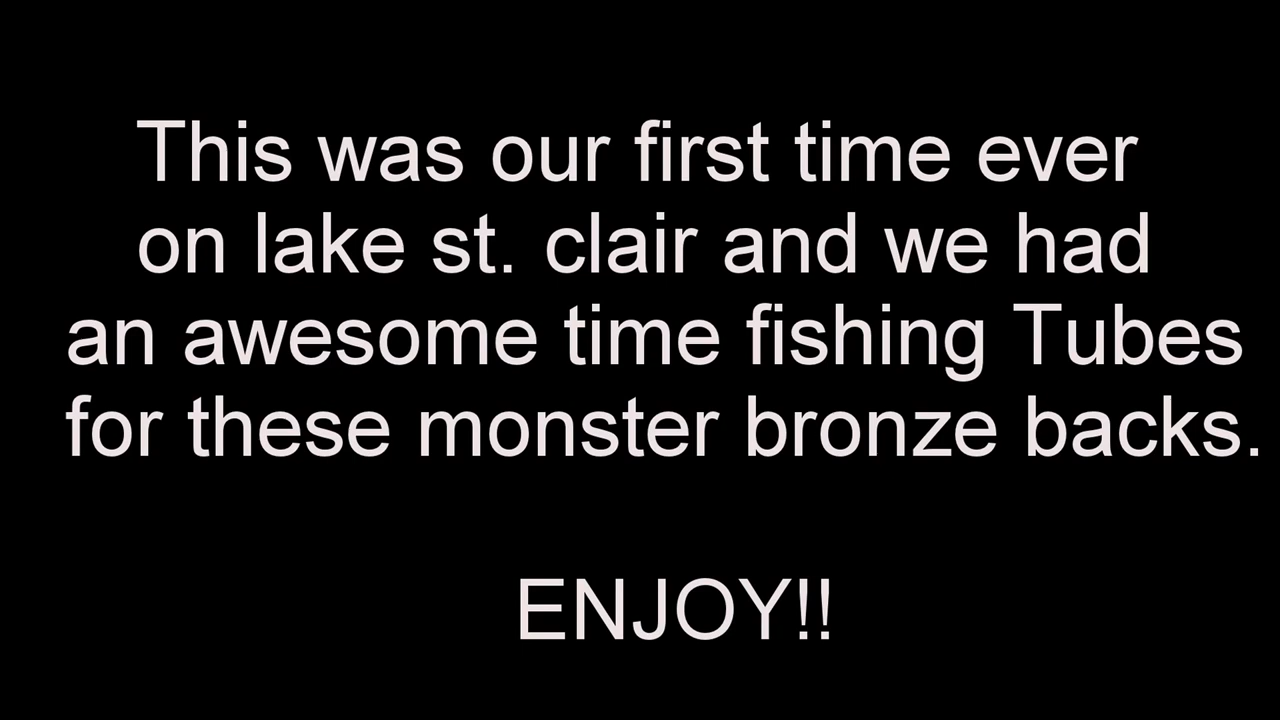 This was our first time ever
on lake st. clair and we had
an awesome time fishing Tubes
for these monster bronze backs.
ENJOY!!